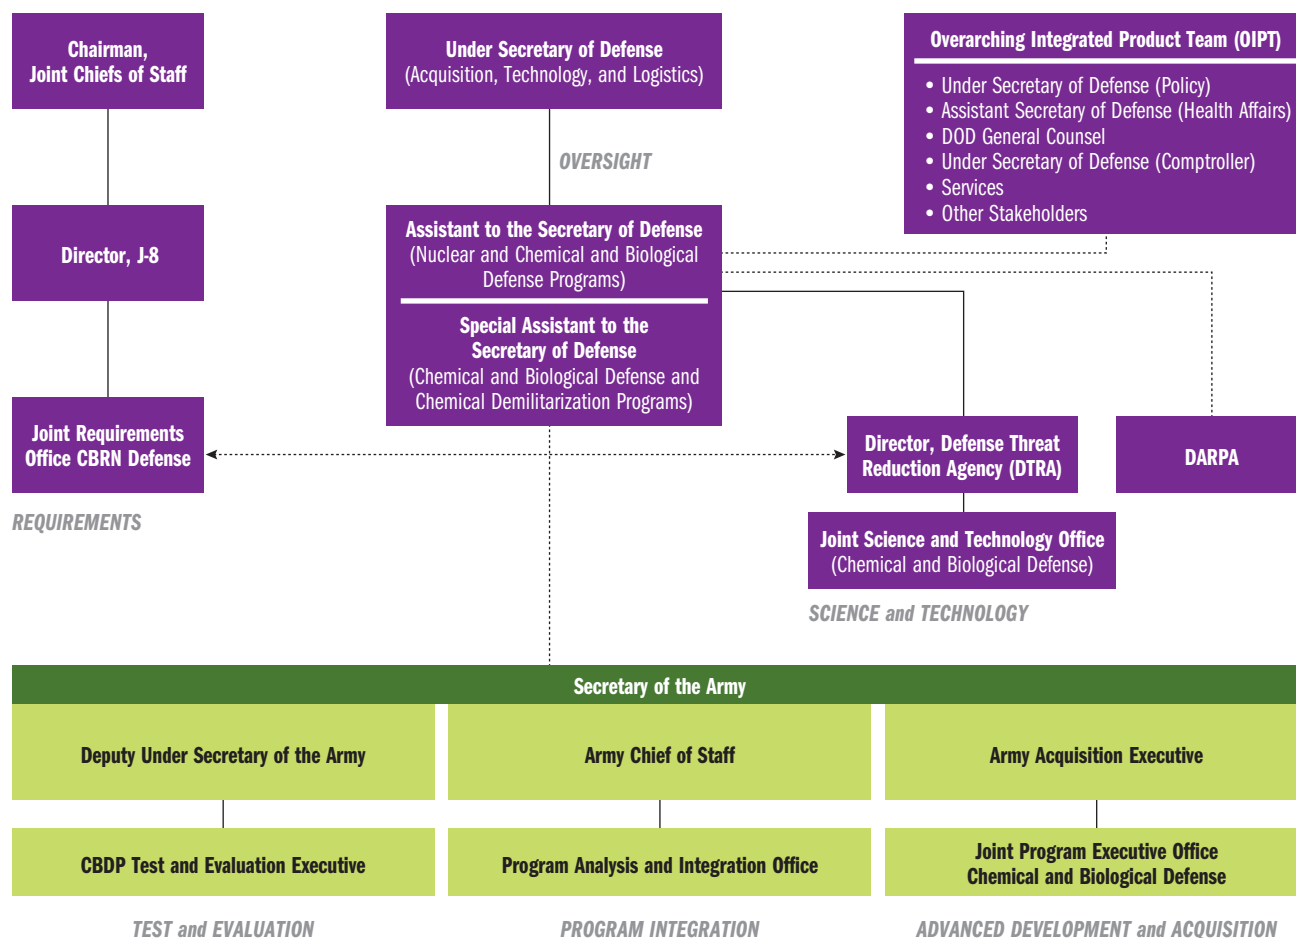 Chairman,
Joint Chiefs of Staff
Under Secretary of Defense
(Acquisition, Technology, and Logistics)
Overarching Integrated Product Team (OIPT)
• Under Secretary of Defense (Policy)
• Assistant Secretary of Defense (Health Affairs)
• DOD General Counsel
• Under Secretary of Defense (Comptroller)
• Services
• Other Stakeholders
OVERSIGHT
Director, J-8
Assistant to the Secretary of Defense
(Nuclear and Chemical and Biological
Defense Programs)
Special Assistant to the
Secretary of Defense
(Chemical and Biological Defense and
Chemical Demilitarization Programs)
Joint Requirements
Office CBRN Defense
REQUIREMENTS
Director, Defense Threat
Reduction Agency (DTRA)
DARPA
Joint Science and Technology Office
(Chemical and Biological Defense)
SCIENCE and TECHNOLOGY
Secretary of the Army
Deputy Under Secretary of the Army
Army Chief of Staff
Army Acquisition Executive
CBDP Test and Evaluation Executive
Program Analysis and Integration Office
Joint Program Executive Office
Chemical and Biological Defense
TEST and EVALUATION
PROGRAM INTEGRATION
ADVANCED DEVELOPMENT and ACQUISITION